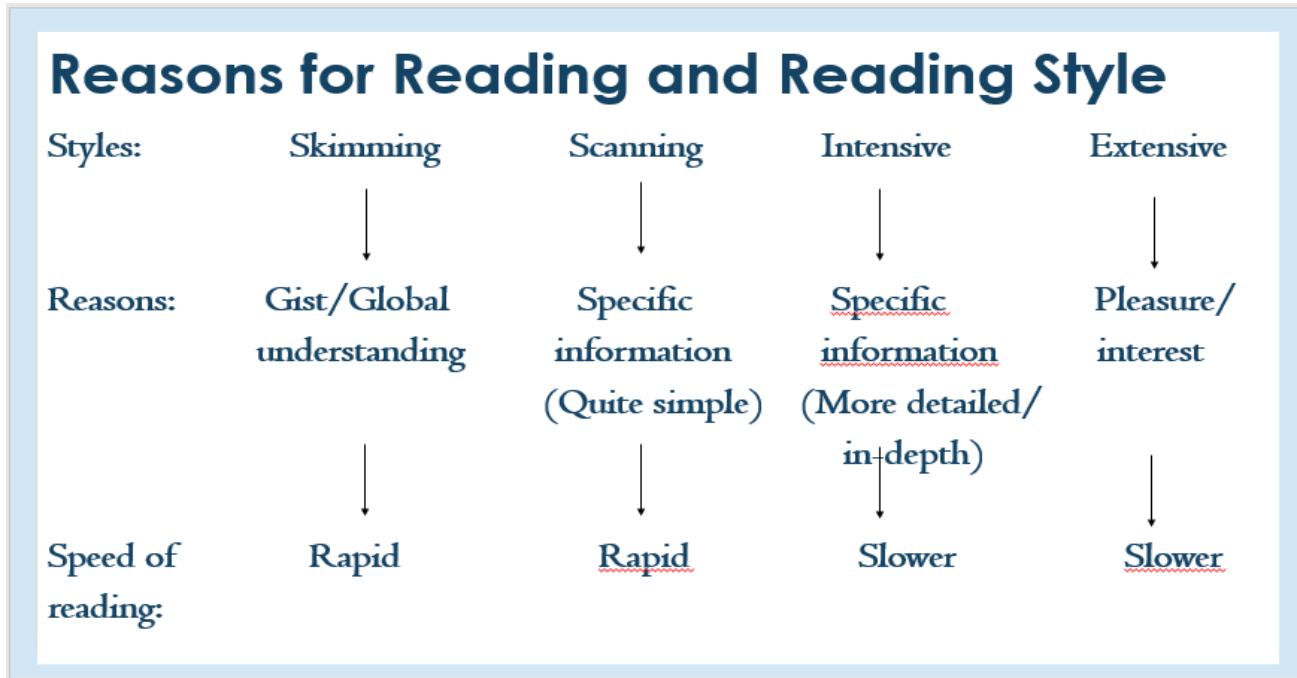 Reasons for Reading and Reading Style
Styles: Skimming Scanning Intensive Extensive
Reasons: Gist/Global Specific Specific Pleasure/
understanding information information interest
(Quite simple) (More detailed/
in-depth)
Speed of Rapid Rapid Slower Slower
reading: